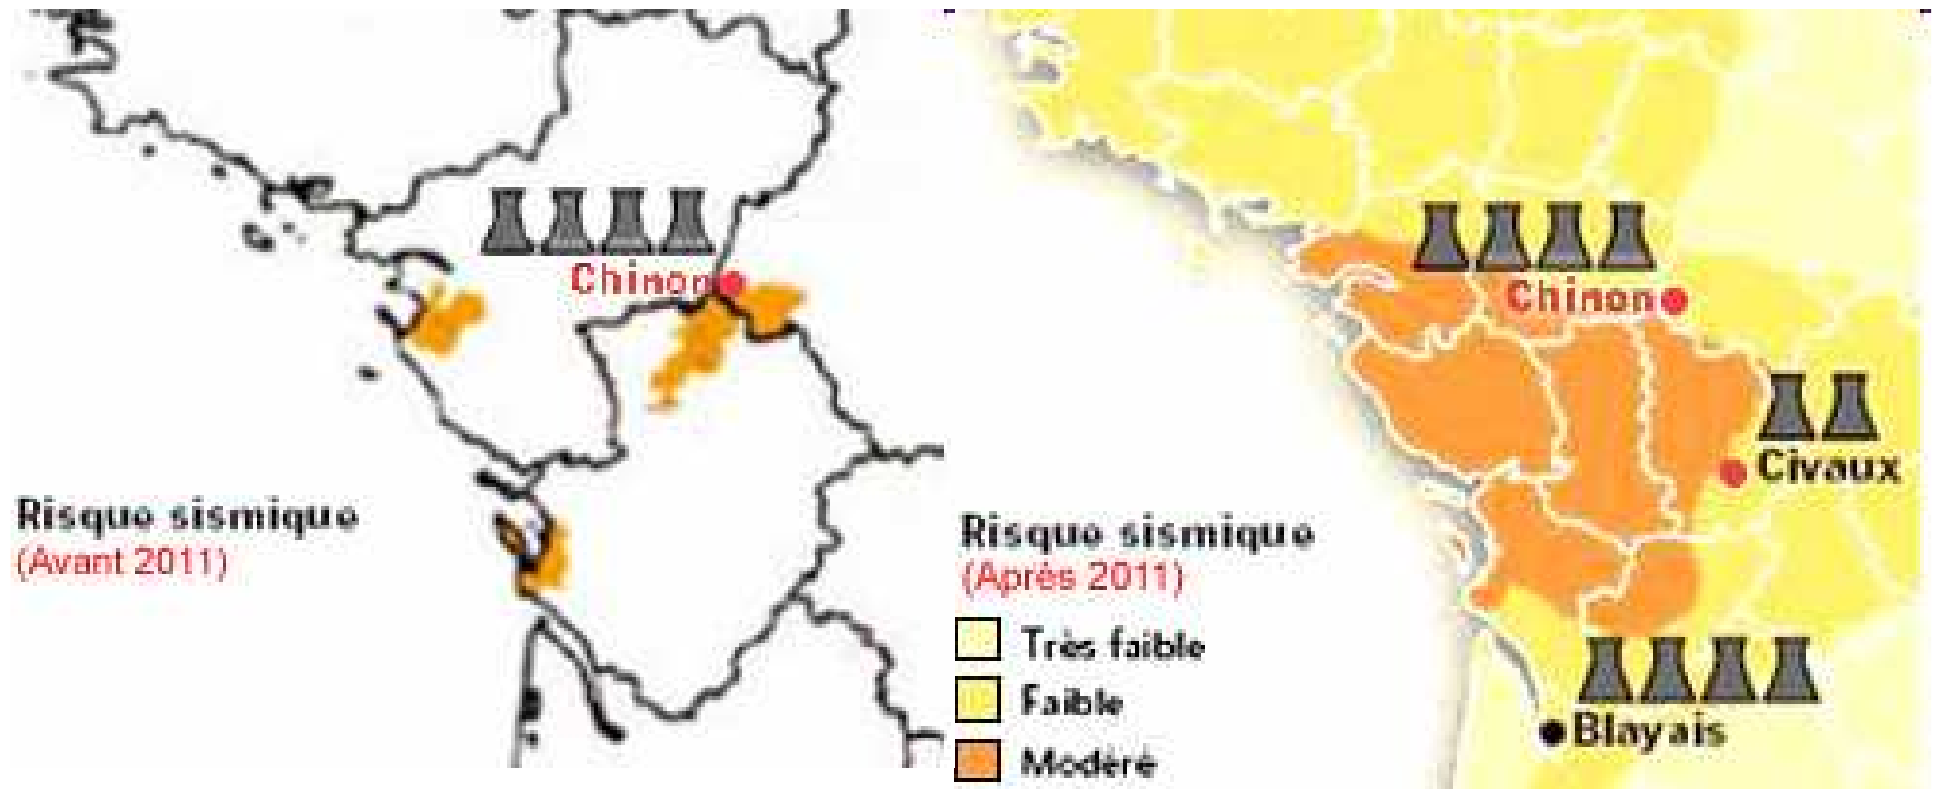 Chinon
Risque sismique
(Avant 2011)
Chinon
Civaux
Risque sismique
(Après 2011)
Très faible
Faible
Modéré
Blayais